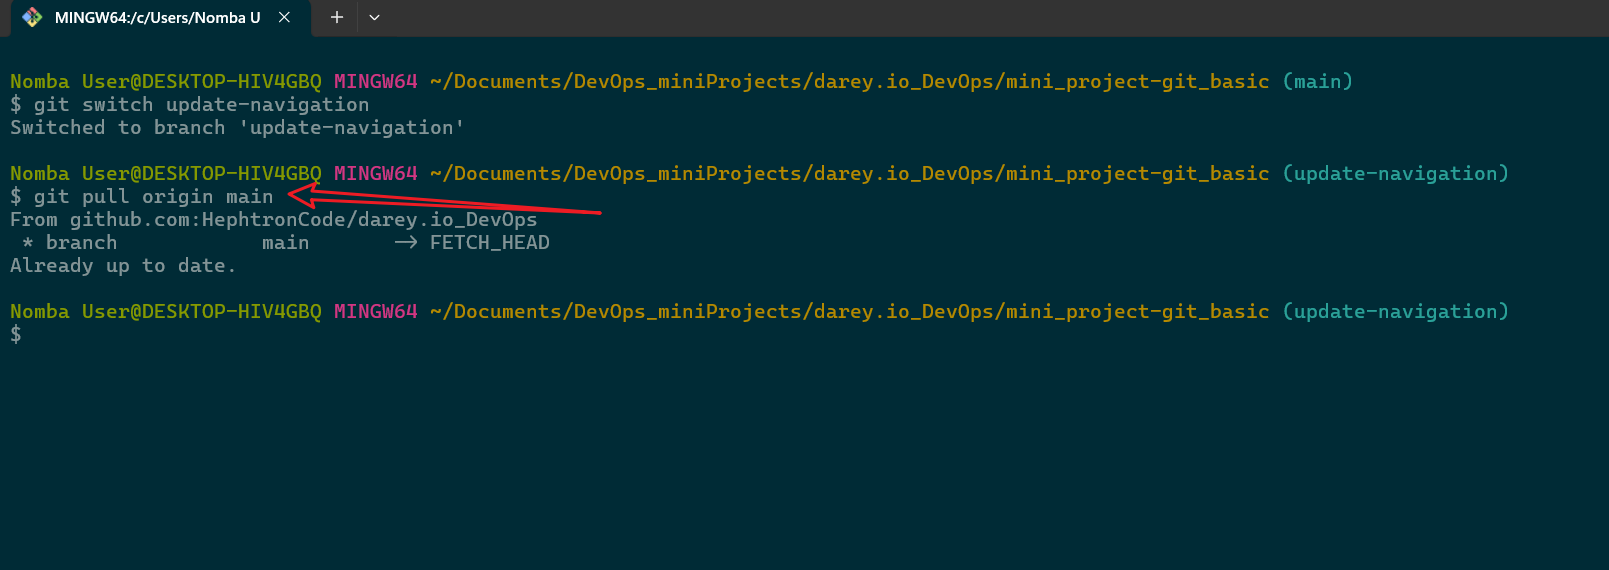 MINGW64:/c/Users/Nomba U
Nomba User@DESKTOP-HIV4GBQ MINGW64 ~/Documents/DevOps_miniProjects/darey.io_DevOps/mini_project-git_basic (main)
$ git switch update-navigation
Switched to branch 'update-navigation'
Nomba User@DESKTOP-HIV4GBQ MINGW64 ~/Documents/DevOps_miniProjects/darey.io_DevOps/mini_project-git_basic (update-navigation)
$ git pull origin main
From github.com:HephtronCode/darey.io_DevOps
 * branch            main       -> FETCH_HEAD
Already up to date.
Nomba User@DESKTOP-HIV4GBQ MINGW64 ~/Documents/DevOps_miniProjects/darey.io_DevOps/mini_project-git_basic (update-navigation)
$